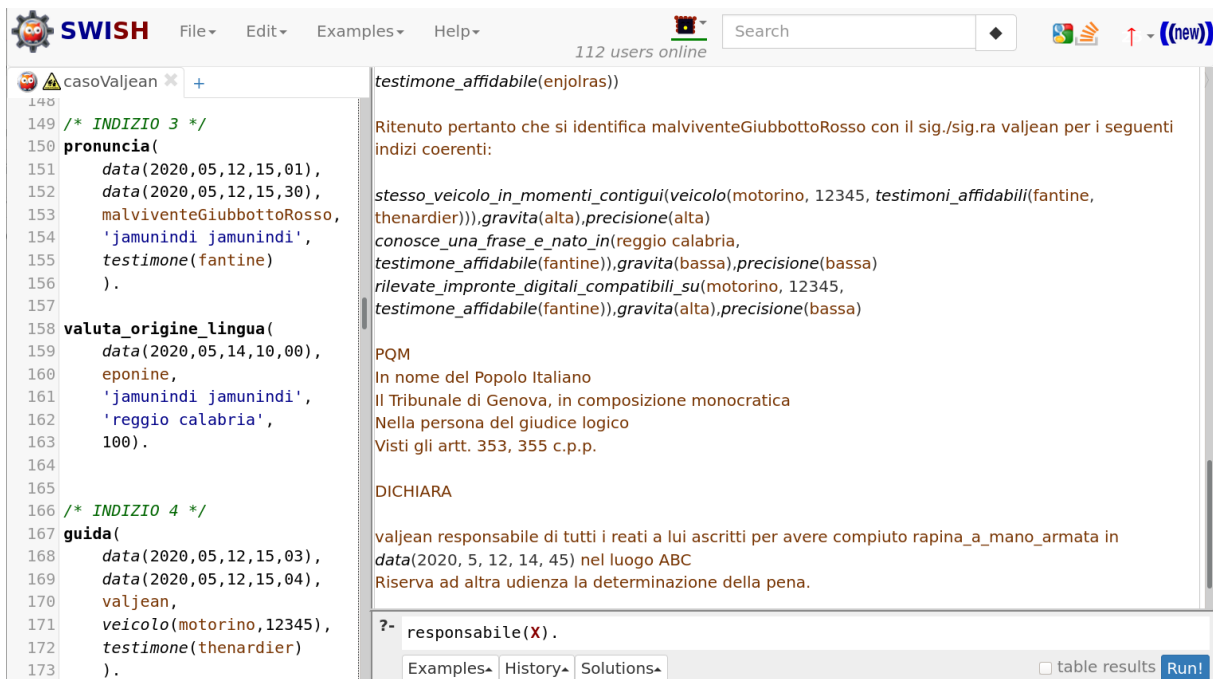 SWISH File Edit Examples Help Search ((new))
112 users online
casoValjean +
148
149 /* INDIZIO 3 */
150 pronuncia(
151 data(2020,05,12,15,01),
152 data(2020,05,12,15,30),
153 malviventeGiubbottoRosso,
154 'jamunindi jamunindi',
155 testimone(fantine)
156 ).
157
158 valuta_origine_lingua(
159 data(2020,05,14,10,00),
160 eponine,
161 'jamunindi jamunindi',
162 'reggio calabria',
163 100).
164
165
166 /* INDIZIO 4 */
167 guida(
168 data(2020,05,12,15,03),
169 data(2020,05,12,15,04),
170 valjean,
171 veicolo(motorino,12345),
172 testimone(thenardier)
173 ).
testimone_affidabile(enjolras))
Ritenuto pertanto che si identifica malviventeGiubbottoRosso con il sig./sig.ra valjean per i seguenti
indizi coerenti:
stesso_veicolo_in_momenti_contigui(veicolo(motorino, 12345, testimoni_affidabili(fantine,
thenardier))),gravita(alta),precisione(alta)
conosce_una_frase_e_nato_in(reggio calabria,
testimone_affidabile(fantine)),gravita(bassa),precisione(bassa)
rilevate_impronte_digitali_compatibili_su(motorino, 12345,
testimone_affidabile(fantine)),gravita(alta),precisione(bassa)
PQM
In nome del Popolo Italiano
Il Tribunale di Genova, in composizione monocratica
Nella persona del giudice logico
Visti gli artt. 353, 355 c.p.p.
DICHIARA
valjean responsabile di tutti i reati a lui ascritti per avere compiuto rapina_a_mano_armata in
data(2020, 5, 12, 14, 45) nel luogo ABC
Riserva ad altra udienza la determinazione della pena.
?- responsabile(X).
Examples History Solutions table results Run!